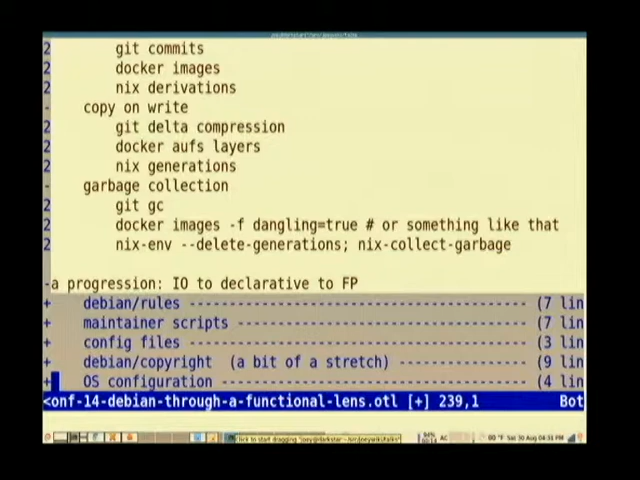 2 git commits
2 docker images
2 nix derivations
- copy on write
2 git delta compression
2 docker aufs layers
2 nix generations
- garbage collection
2 git gc
2 docker images -f dangling=true # or something like that
2 nix-env --delete-generations; nix-collect-garbage
-a progression: IO to declarative to FP
+ debian/rules ------------------------------------------ (7 lin
+ maintainer scripts ------------------------------------ (7 lin
+ config files ------------------------------------------ (3 lin
+ debian/copyright (a bit of a stretch) ---------------- (9 lin
+ OS configuration -------------------------------------- (4 lin
<onf-14-debian-through-a-functional-lens.otl [+] 239,1 Bot